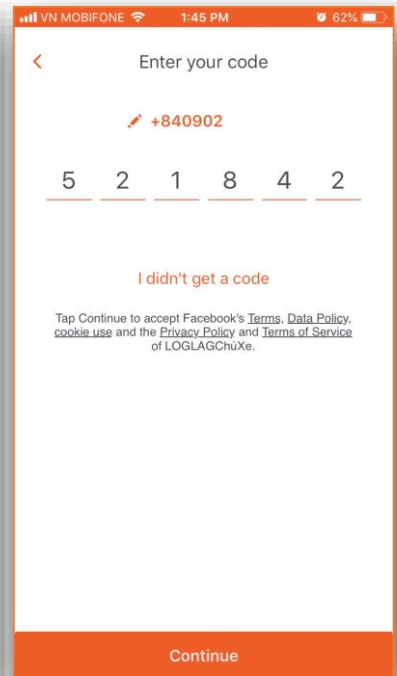 VN MOBIFONE 1:45 PM 62%
Enter your code
+840902
5 2 1 8 4 2
I didn't get a code
Tap Continue to accept Facebook's Terms, Data Policy,
cookie use and the Privacy Policy and Terms of Service
of LOGLAGChủXe.
Continue